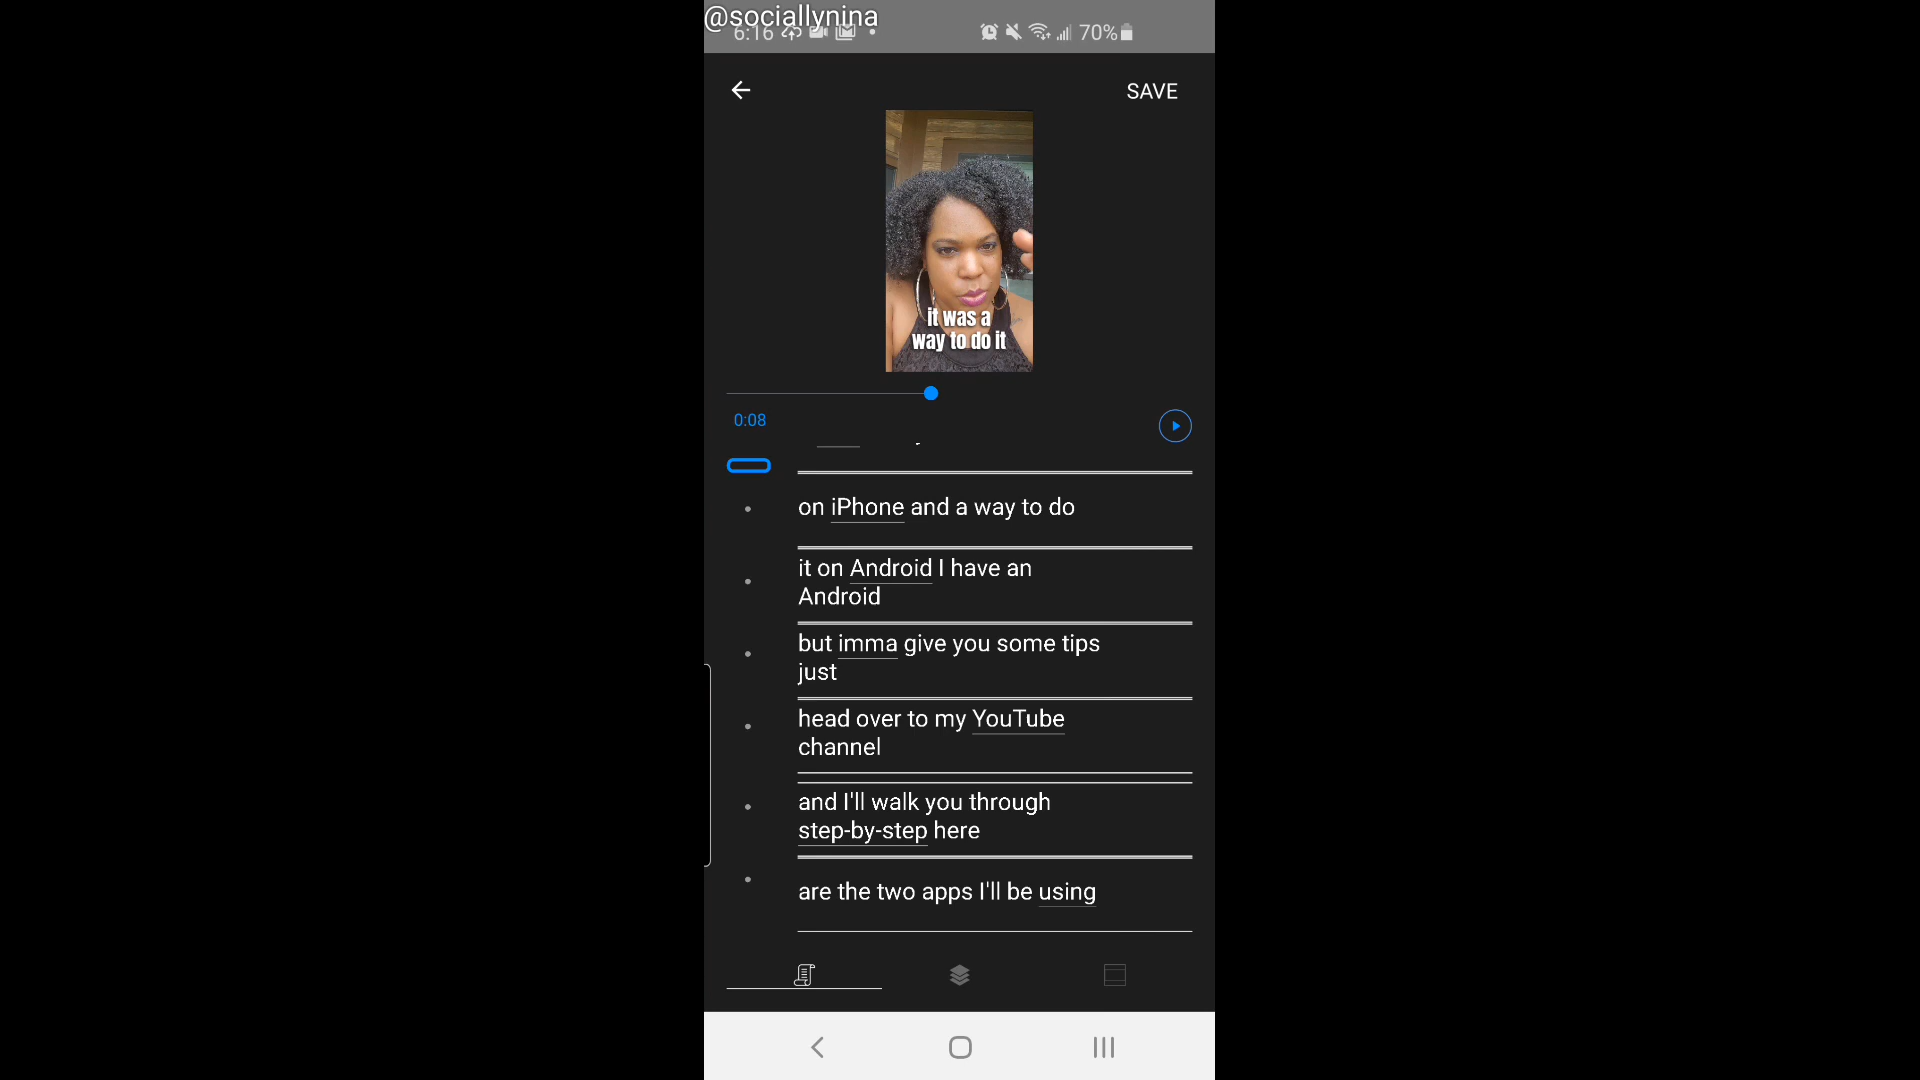 @sociallynina
6:16
70%
SAVE
it was a
way to do it
0:08
on iPhone and a way to do
it on Android I have an
Android
but imma give you some tips
just
head over to my YouTube
channel
and I'll walk you through
step-by-step here
are the two apps I'll be using